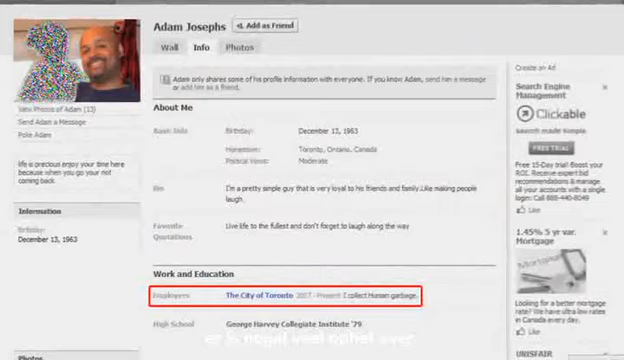 Adam Josephs
Add as Friend
Wall Info Photos
Adam only shares some of his profile information with everyone. If you know Adam, send him a message
or add him as a friend.
View Photos of Adam (13)
Send Adam a Message
Poke Adam
life is precious enjoy your time here
because when you go your not
coming back
Information
Birthday:
December 13, 1963
About Me
Basic Info
Birthday: December 13, 1963
Hometown: Toronto, Ontario, Canada
Political Views: Moderate
Bio
I'm a pretty simple guy that is very loyal to his friends and family.Like making people
laugh.
Favorite
Quotations
Live life to the fullest and don't forget to laugh along the way
Work and Education
Employers
The City of Toronto 2007 - Present I collect Human garbage.
High School
George Harvey Collegiate Institute '79
Photos
Create an Ad
Search Engine
Management
Clickable
search made simple
FREE TRIAL
Free 15-Day trial! Boost your
ROI. Receive expert bid
recommendations & manage
all your accounts with a single
login: Call 888-440-8049
Like
1.45% 5 yr var.
Mortgage
Mortgage
Looking for a better mortgage
rate? We have ultra low rates
in Canada every day.
Like
UNISFAIR
er is nogal veel ophef over